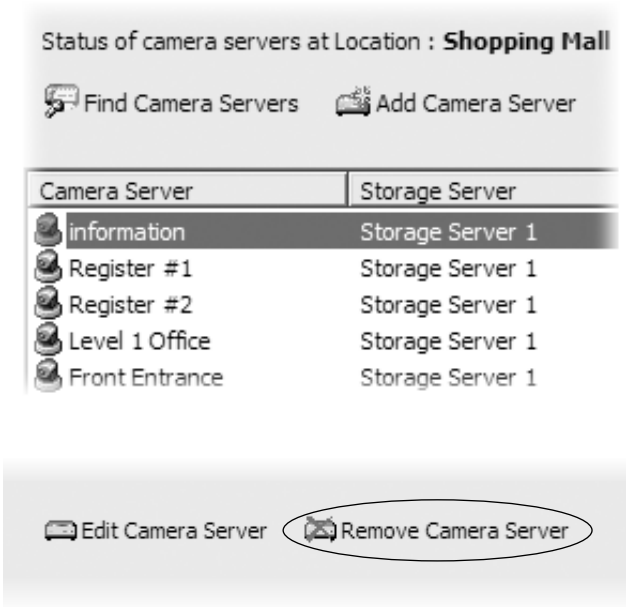 Status of camera servers at Location : Shopping Mall
Find Camera Servers Add Camera Server
Camera Server Storage Server
information Storage Server 1
Register #1 Storage Server 1
Register #2 Storage Server 1
Level 1 Office Storage Server 1
Front Entrance Storage Server 1
Edit Camera Server Remove Camera Server